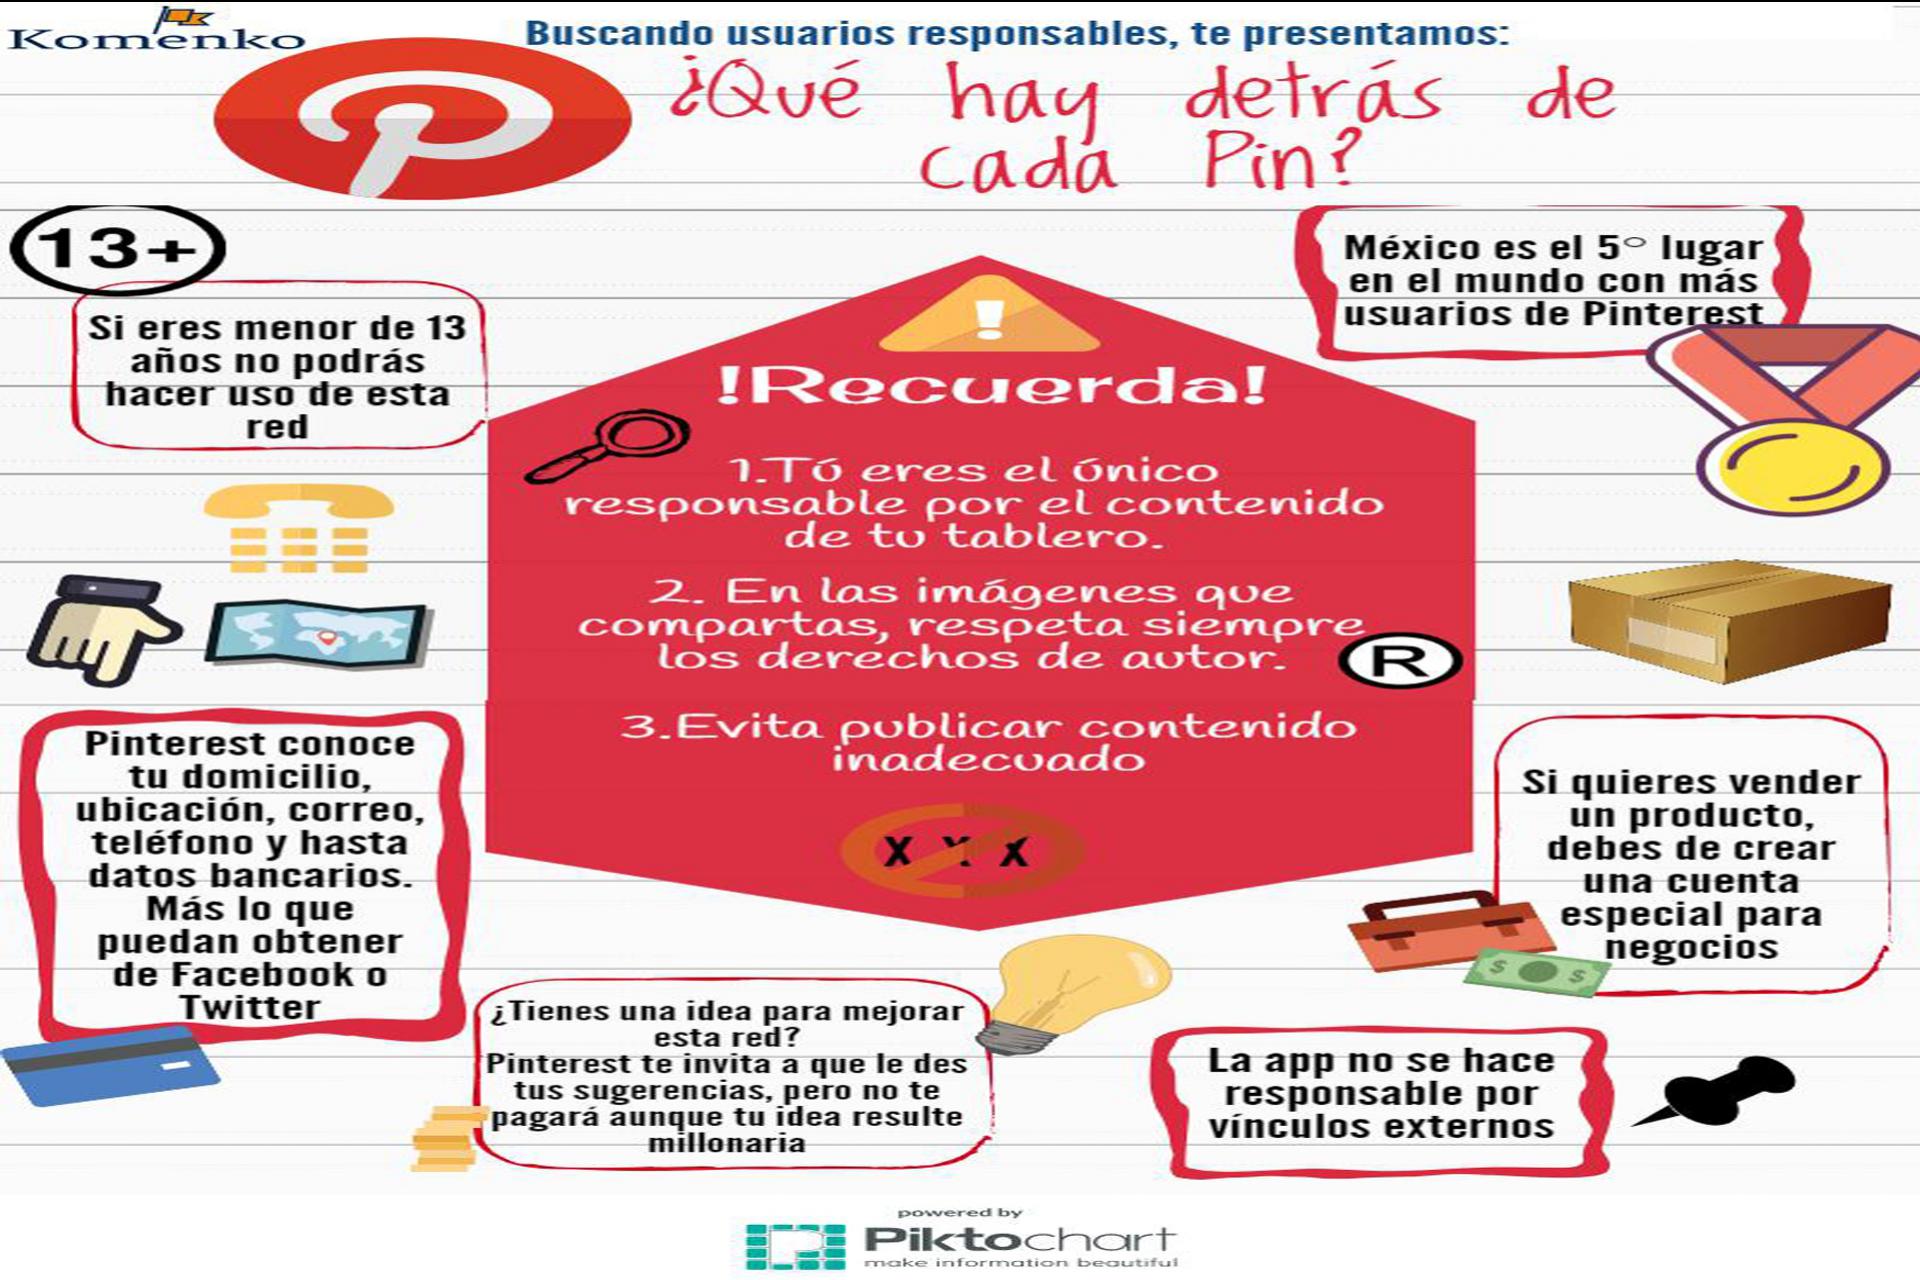 Komenko
Buscando usuarios responsables, te presentamos:
¿Qué hay detrás de
cada Pin?
13+
Si eres menor de 13
años no podrás
hacer uso de esta
red
México es el 5° lugar
en el mundo con más
usuarios de Pinterest
!
!Recuerda!
1.Tú eres el único
responsable por el contenido
de tu tablero.
2. En las imágenes que
compartas, respeta siempre
los derechos de autor.
R
3.Evita publicar contenido
inadecuado
X X X
Pinterest conoce
tu domicilio,
ubicación, correo,
teléfono y hasta
datos bancarios.
Más lo que
puedan obtener
de Facebook o
Twitter
Si quieres vender
un producto,
debes de crear
una cuenta
especial para
negocios
$ $
¿Tienes una idea para mejorar
esta red?
Pinterest te invita a que le des
tus sugerencias, pero no te
pagará aunque tu idea resulte
millonaria
La app no se hace
responsable por
vínculos externos
powered by
Piktochart
make information beautiful